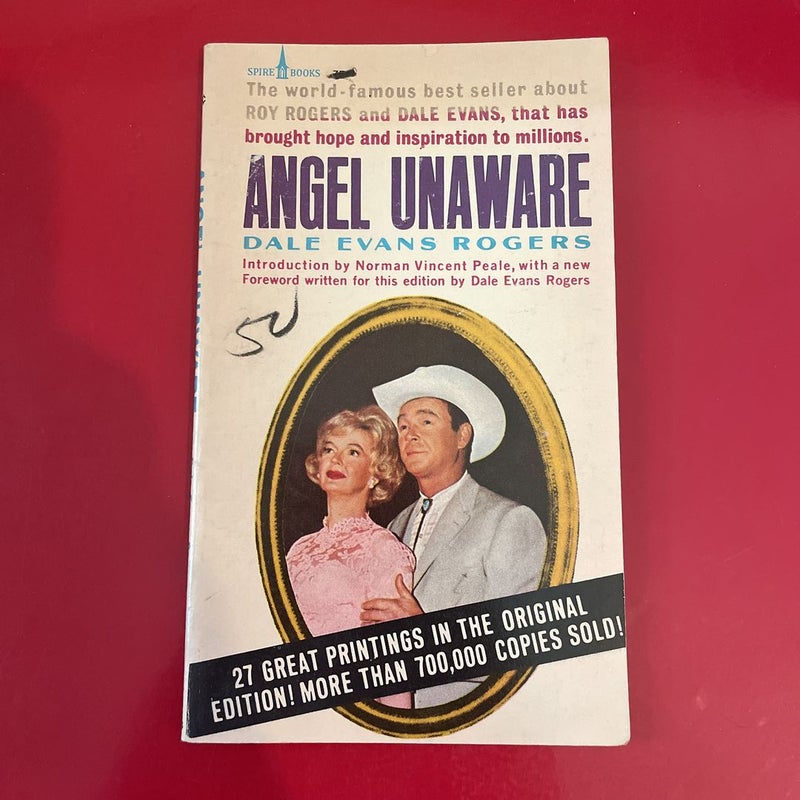 SPIRE BOOKS
The world-famous best seller about
ROY ROGERS and DALE EVANS, that has
brought hope and inspiration to millions.
ANGEL UNAWARE
DALE EVANS ROGERS
Introduction by Norman Vincent Peale, with a new
Foreword written for this edition by Dale Evans Rogers
50
27 GREAT PRINTINGS IN THE ORIGINAL
EDITION! MORE THAN 700,000 COPIES SOLD!